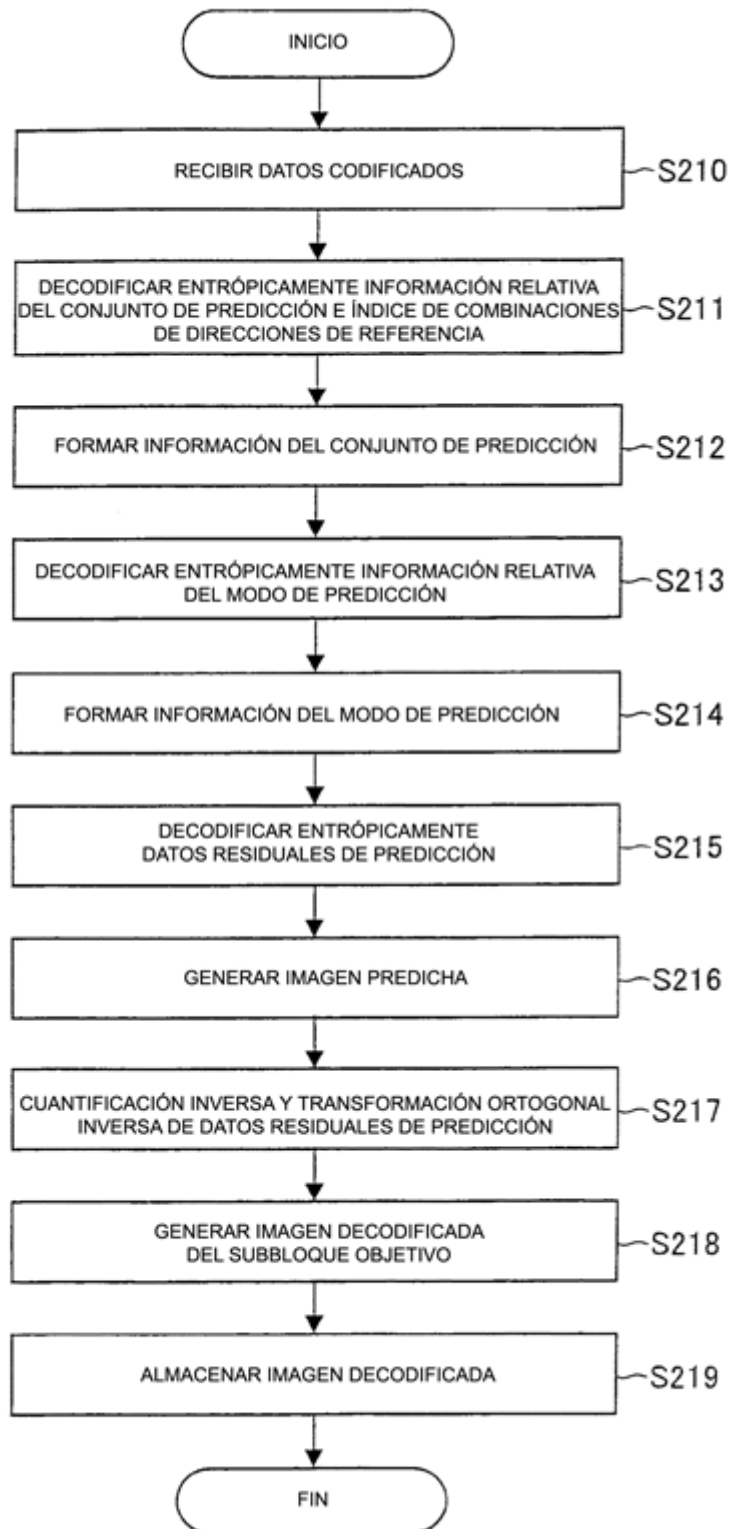 INICIO
RECIBIR DATOS CODIFICADOS
S210
DECODIFICAR ENTRÓPICAMENTE INFORMACIÓN RELATIVA
DEL CONJUNTO DE PREDICCIÓN E ÍNDICE DE COMBINACIONES
DE DIRECCIONES DE REFERENCIA
S211
FORMAR INFORMACIÓN DEL CONJUNTO DE PREDICCIÓN
S212
DECODIFICAR ENTRÓPICAMENTE INFORMACIÓN RELATIVA
DEL MODO DE PREDICCIÓN
S213
FORMAR INFORMACIÓN DEL MODO DE PREDICCIÓN
S214
DECODIFICAR ENTRÓPICAMENTE
DATOS RESIDUALES DE PREDICCIÓN
S215
GENERAR IMAGEN PREDICHA
S216
CUANTIFICACIÓN INVERSA Y TRANSFORMACIÓN ORTOGONAL
INVERSA DE DATOS RESIDUALES DE PREDICCIÓN
S217
GENERAR IMAGEN DECODIFICADA
DEL SUBBLOQUE OBJETIVO
S218
ALMACENAR IMAGEN DECODIFICADA
S219
FIN